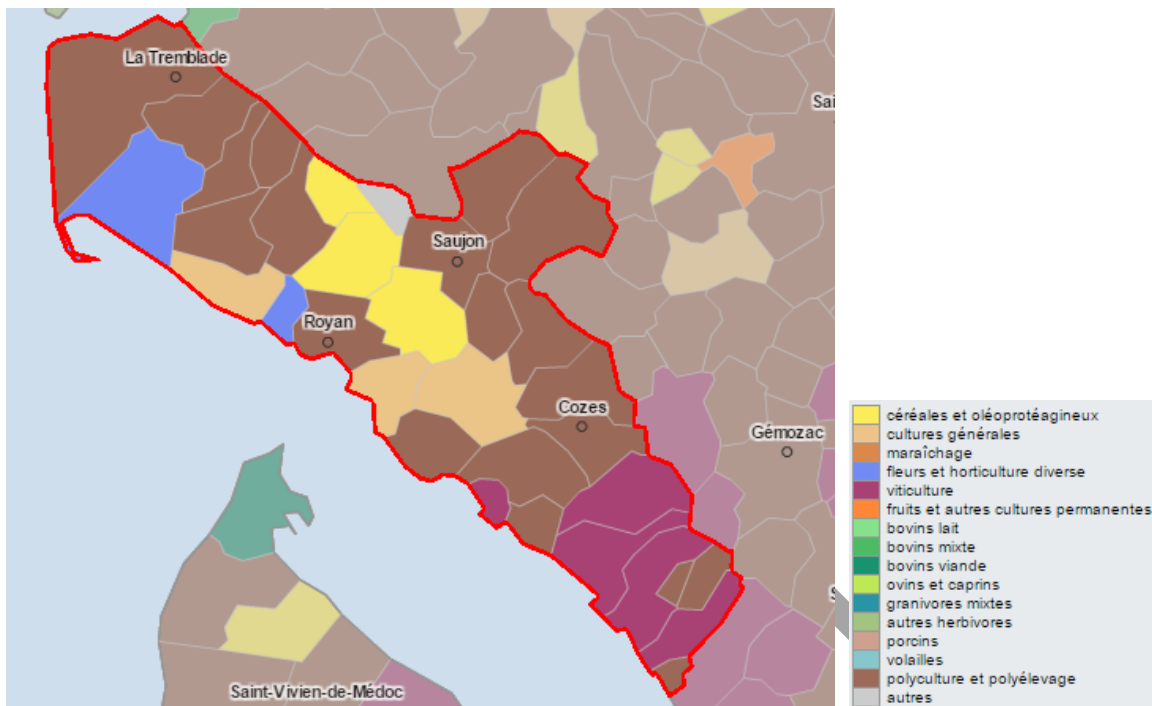 La Tremblade
Sai
Saujon
Royan
Cozes
Gémozac
S
Saint-Vivien-de-Médoc
céréales et oléoprotéagineux
cultures générales
maraîchage
fleurs et horticulture diverse
viticulture
fruits et autres cultures permanentes
bovins lait
bovins mixte
bovins viande
ovins et caprins
granivores mixtes
autres herbivores
porcins
volailles
polyculture et polyélevage
autres